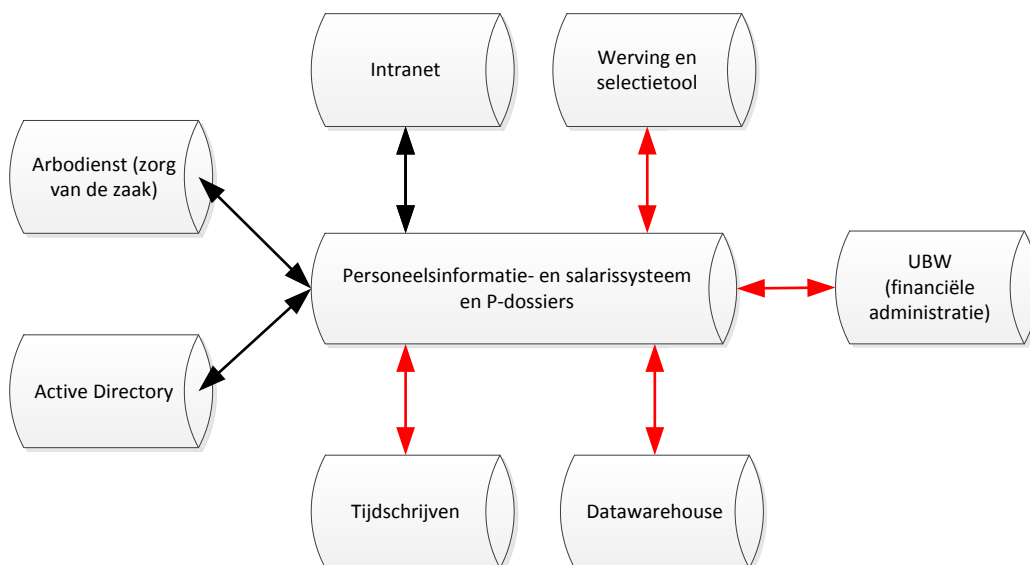 Intranet
Werving en
selectietool
Arbodienst (zorg
van de zaak)
Personeelsinformatie- en salarissysteem
en P-dossiers
UBW
(financiële
administratie)
Active Directory
Tijdschrijven
Datawarehouse